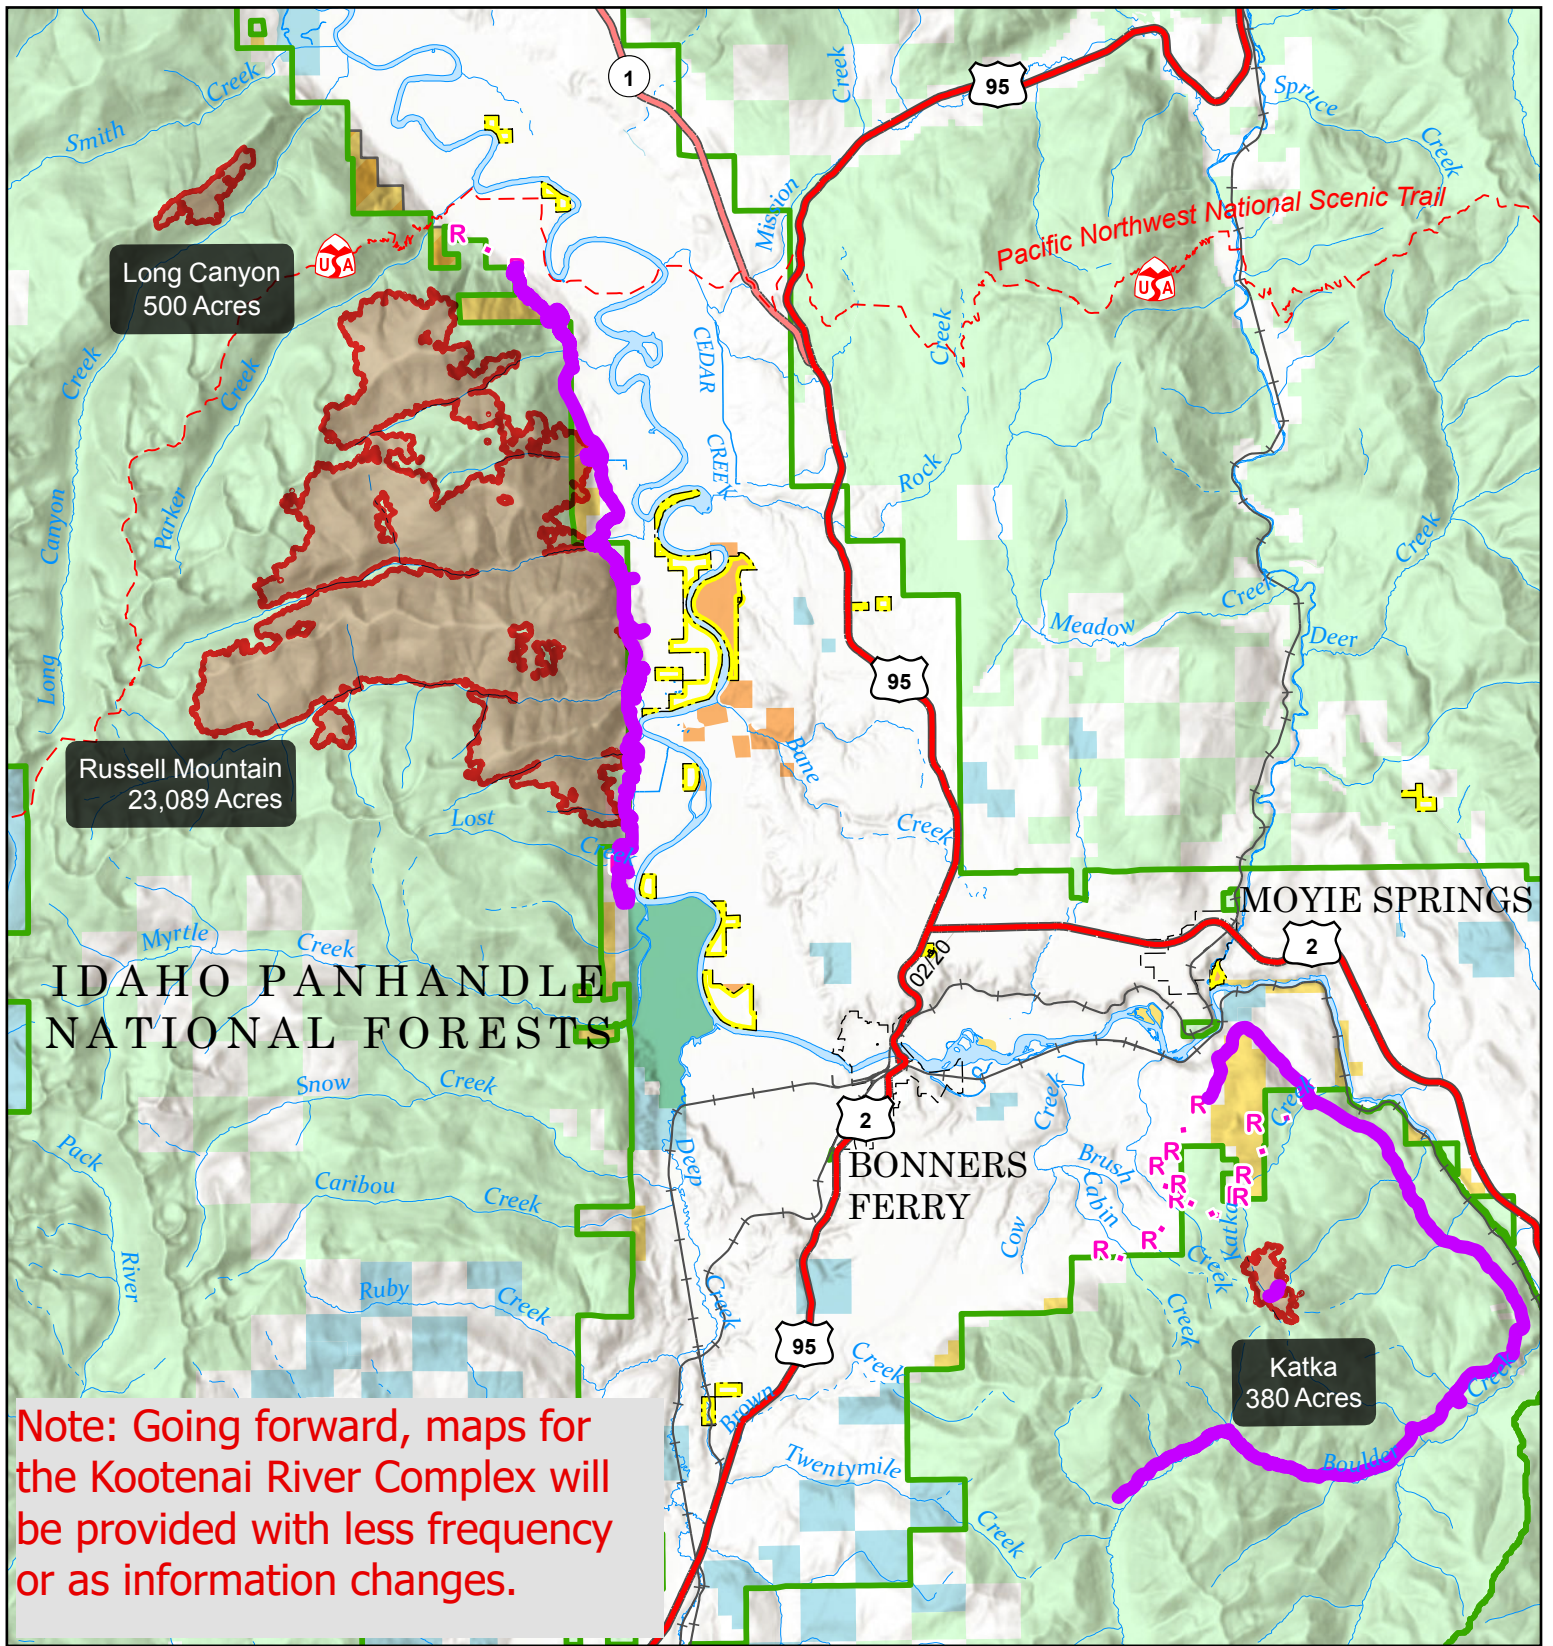 1
95
Smith
Creek
Creek
Spruce
Creek
Mission
Pacific Northwest National Scenic Trail
USA
USA
R
Long Canyon
500 Acres
Creek
Creek
Canyon
Long
Parker
CEDAR
CREEK
Creek
Rock
Creek
Creek
Meadow
Deer
95
Russell Mountain
23,089 Acres
Bane
Creek
Lost
Creek
MOYIE SPRINGS
2
02/20
Myrtle
Creek
IDAHO PANHANDLE
NATIONAL FORESTS
Snow
Creek
Pack
River
Caribou
Creek
Deep
Creek
2
BONNERS
FERRY
Creek
Brush
Cabin
Cow
Creek
Creek
Creek
Katka
R
R
R
R
R
R
R
R
R
R
Ruby
Creek
95
Creek
Brown
Katka
380 Acres
Creek
Boulder
Twentymile
Creek
Note: Going forward, maps for
the Kootenai River Complex will
be provided with less frequency
or as information changes.